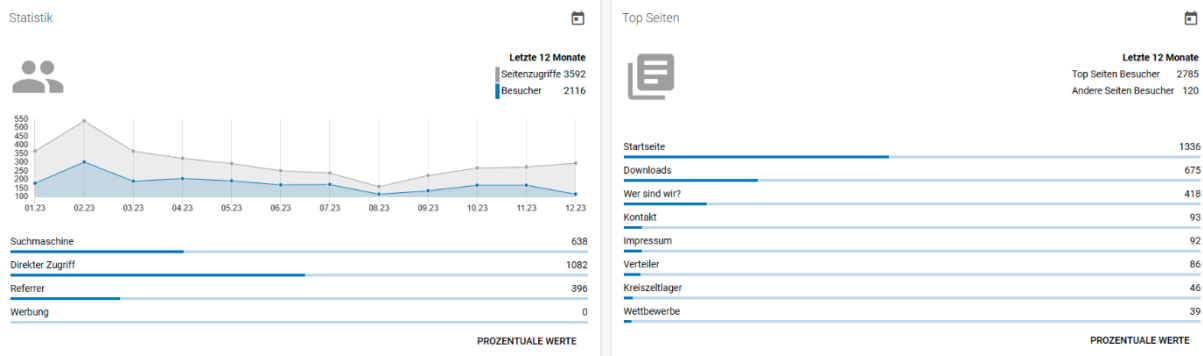 Statistik
Letzte 12 Monate
Seitenzugriffe 3592
Besucher 2116
550
500
450
400
350
300
250
200
150
100
01.23 02.23 03.23 04.23 05.23 06.23 07.23 08.23 09.23 10.23 11.23 12.23
Suchmaschine 638
Direkter Zugriff 1082
Referrer 396
Werbung 0
PROZENTUALE WERTE
Top Seiten
Letzte 12 Monate
Top Seiten Besucher 2785
Andere Seiten Besucher 120
Startseite 1336
Downloads 675
Wer sind wir? 418
Kontakt 93
Impressum 92
Verteiler 86
Kreiszeltlager 46
Wettbewerbe 39
PROZENTUALE WERTE